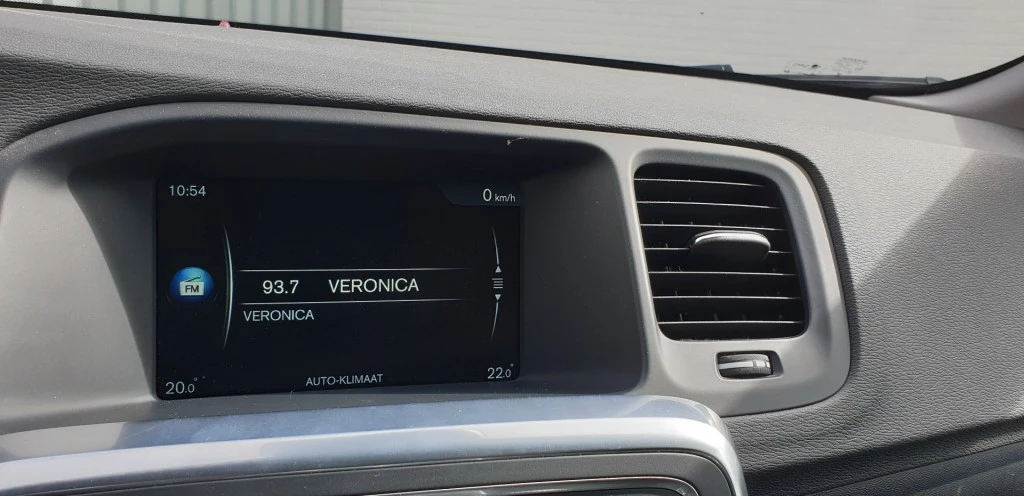 10:54
0 km/h
FM
93.7 VERONICA
VERONICA
20.0° AUTO-KLIMAAT 22.0°